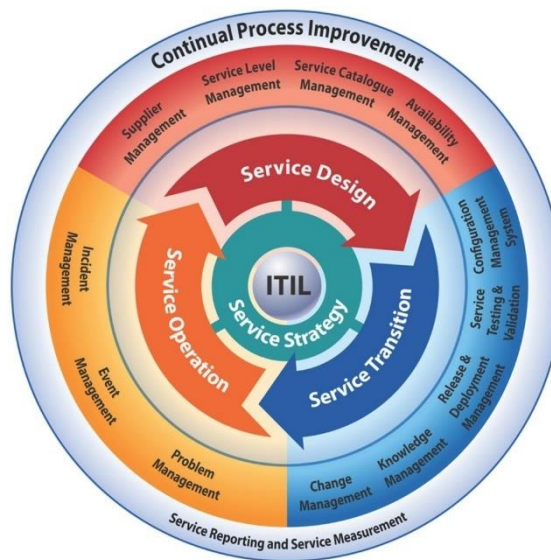 Continual Process Improvement
Supplier
Management
Service Level
Management
Service Catalogue
Management
Availability
Management
Configuration
Management
System
Service
Testing &
Validation
Release &
Deployment
Management
Knowledge
Management
Change
Management
Problem
Management
Event
Management
Incident
Management
Service Design
Service Transition
Service Operation
Service Strategy
ITIL
Service Reporting and Service Measurement